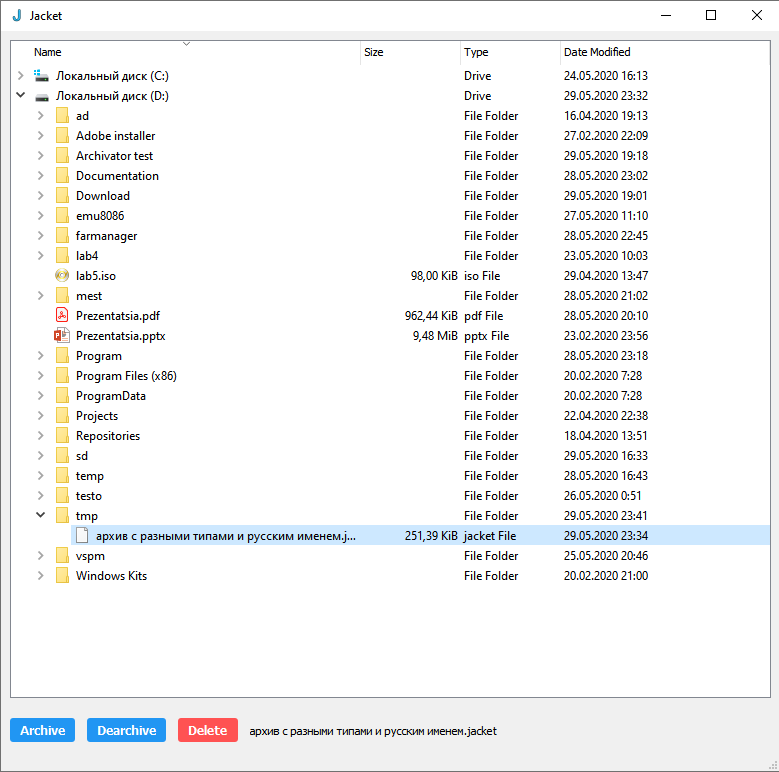 Jacket
Name Size Type Date Modified
Локальный диск (C:) Drive 24.05.2020 16:13
Локальный диск (D:) Drive 29.05.2020 23:32
ad File Folder 16.04.2020 19:13
Adobe installer File Folder 27.02.2020 22:09
Archivator test File Folder 29.05.2020 19:18
Documentation File Folder 28.05.2020 23:02
Download File Folder 29.05.2020 19:01
emu8086 File Folder 27.05.2020 11:10
farmanager File Folder 28.05.2020 22:45
lab4 File Folder 23.05.2020 10:03
lab5.iso 98,00 KiB iso File 29.04.2020 13:47
mest File Folder 28.05.2020 21:02
Prezentatsia.pdf 962,44 KiB pdf File 28.05.2020 20:10
Prezentatsia.pptx 9,48 MiB pptx File 23.02.2020 23:56
Program File Folder 28.05.2020 23:18
Program Files (x86) File Folder 20.02.2020 7:28
ProgramData File Folder 20.02.2020 7:28
Projects File Folder 22.04.2020 22:38
Repositories File Folder 18.04.2020 13:51
sd File Folder 29.05.2020 16:33
temp File Folder 28.05.2020 16:43
testo File Folder 26.05.2020 0:51
tmp File Folder 29.05.2020 23:41
архив с разными типами и русским именем.j... 251,39 KiB jacket File 29.05.2020 23:34
vspm File Folder 25.05.2020 20:46
Windows Kits File Folder 20.02.2020 21:00
Archive Dearchive Delete архив с разными типами и русским именем.jacket